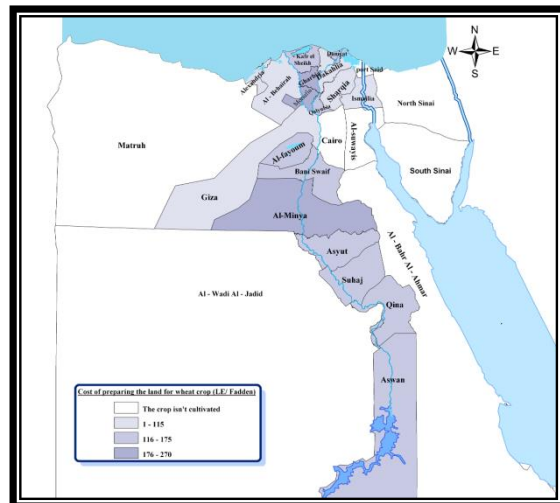 N
W E
S
Alexandria
Al - Behairah
Kafr el
Sheikh
Dumyat
Dakahlia
port Said
Gharbia
Sharqia
Ismailia
Qalyubia
North Sinai
Matruh
Cairo
Al-suwayis
South Sinai
Al-fayoum
Bani Swaif
Giza
Al-Minya
Asyut
Suhaj
Qina
Al - Bahr Al - Ahmar
Al - Wadi Al - Jadid
Aswan
Cost of preparing the land for wheat crop (LE/ Fadden)
The crop isn't cultivated
1 - 115
116 - 175
176 - 270